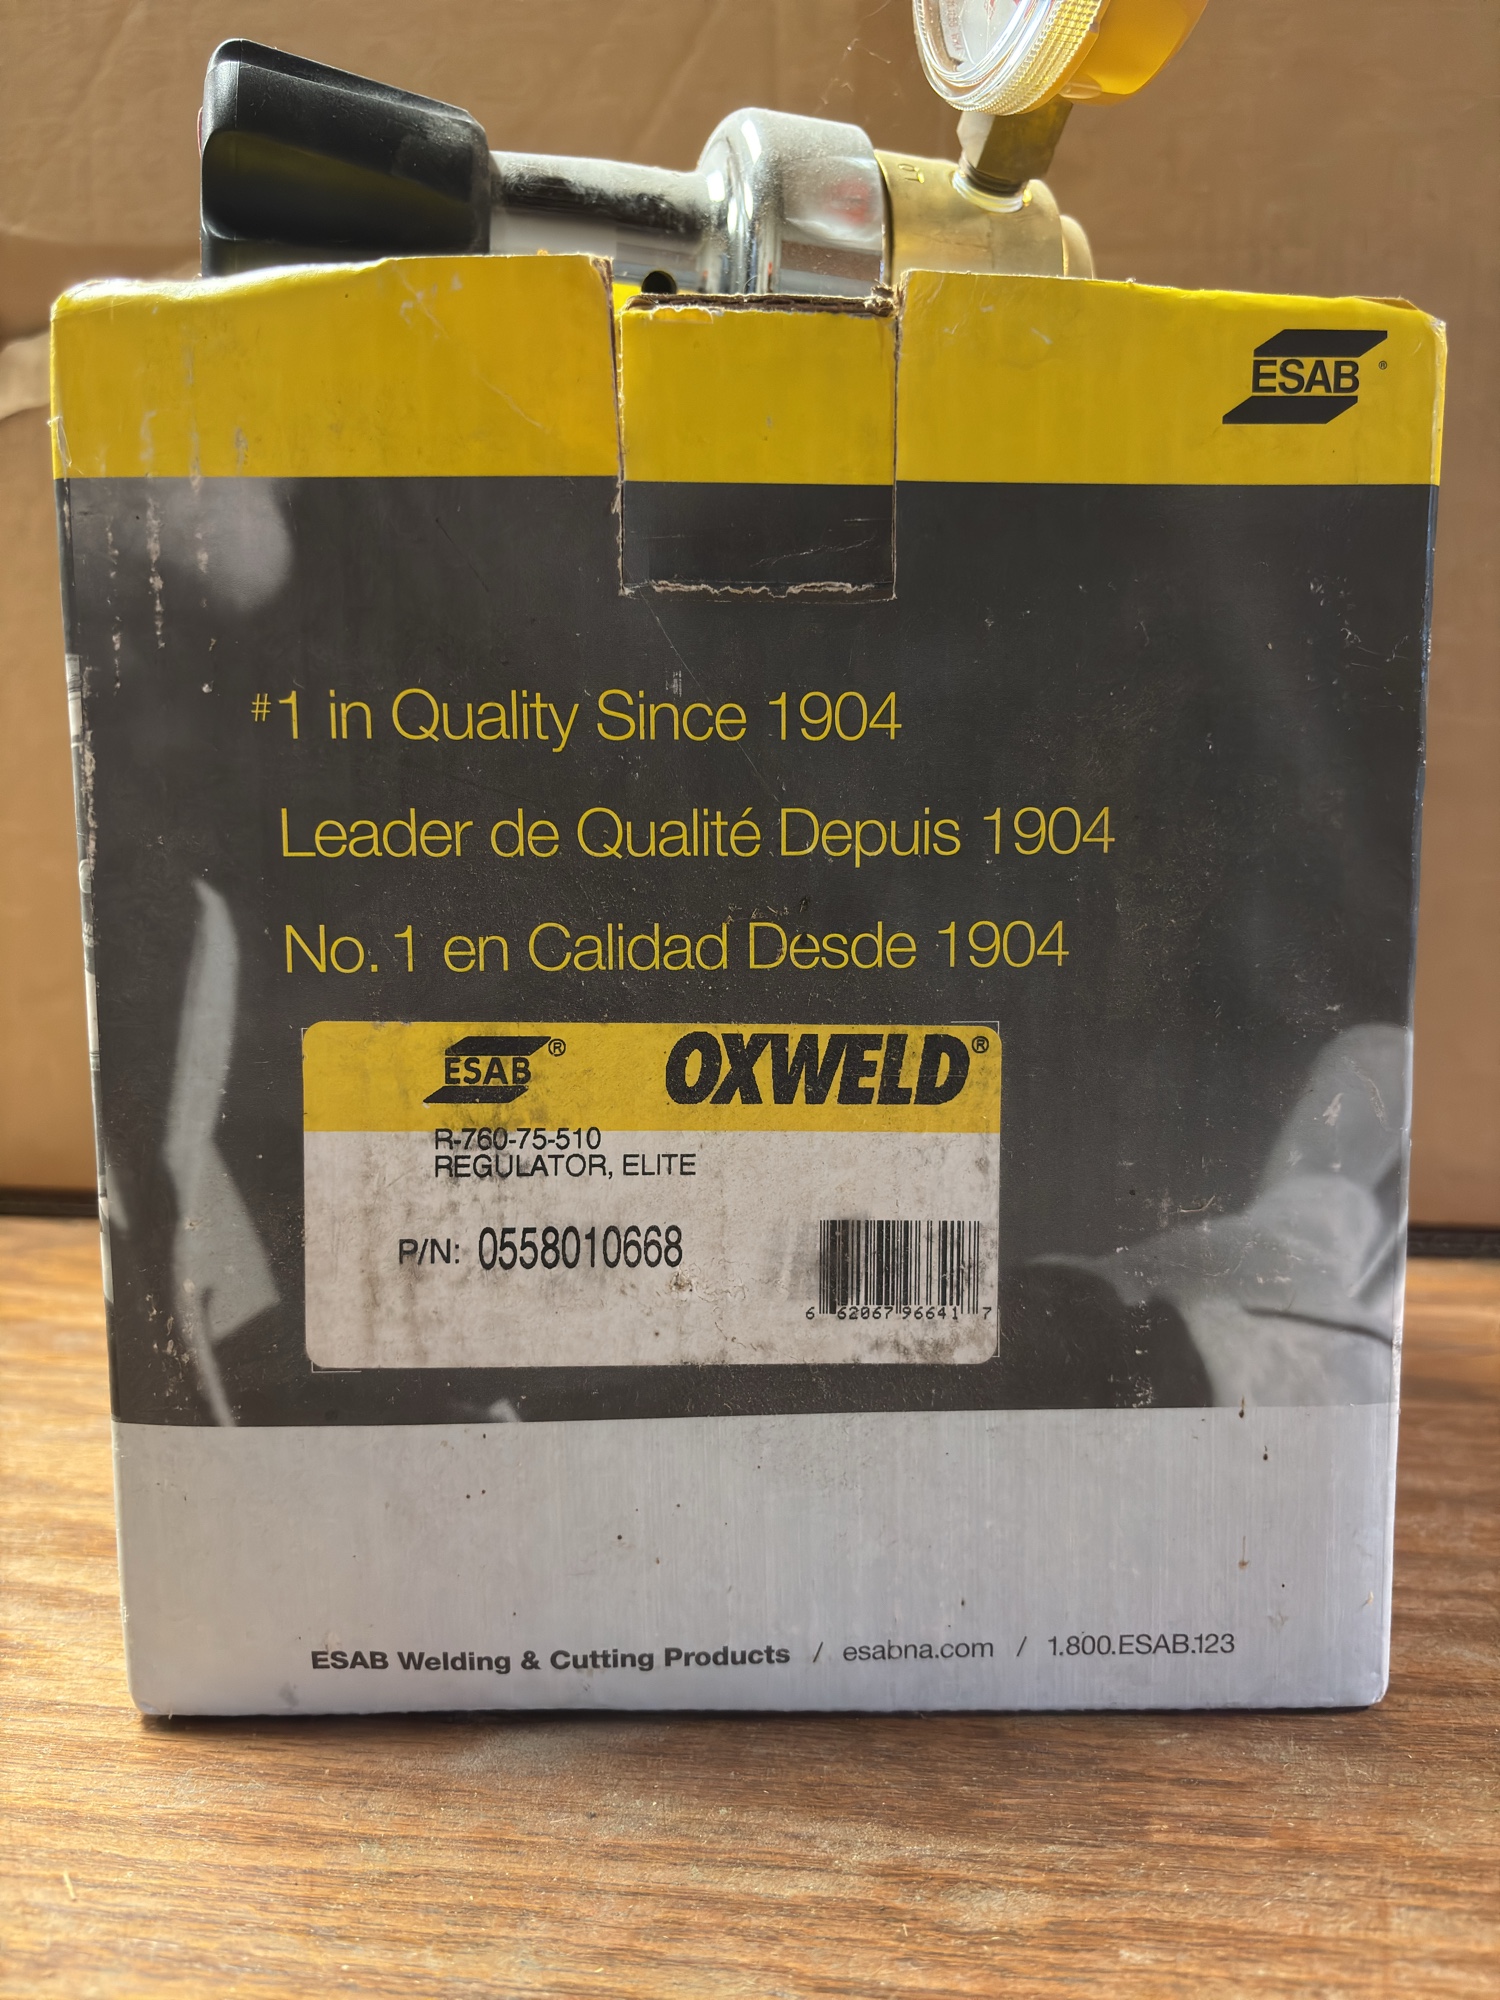 ESAB®
#1 in Quality Since 1904
Leader de Qualité Depuis 1904
No. 1 en Calidad Desde 1904
ESAB® OXWELD®
R-760-75-510
REGULATOR, ELITE
P/N: 0558010668
6 62067 96641 7
ESAB Welding & Cutting Products / esabna.com / 1.800.ESAB.123